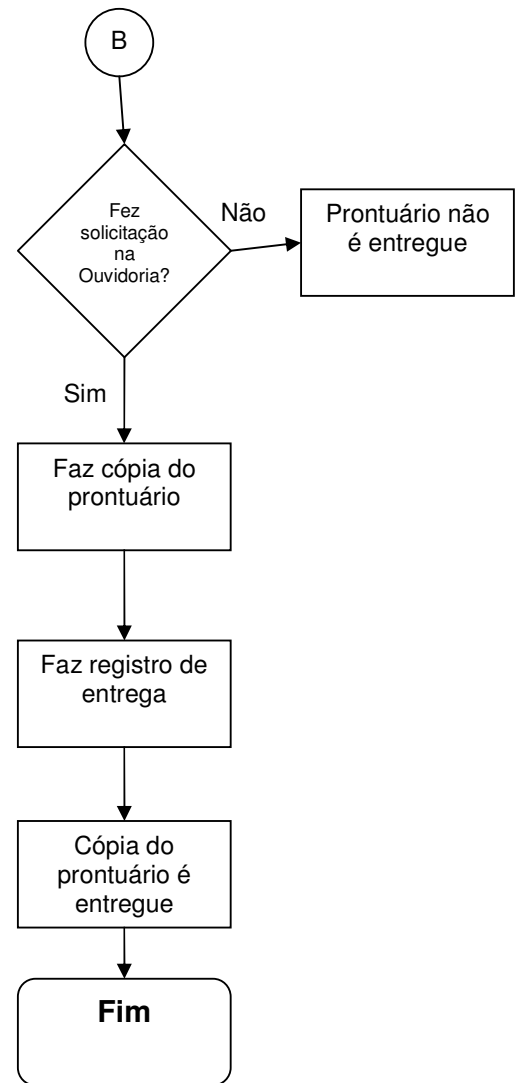 B
Fez
solicitação
na
Ouvidoria?
Não
Prontuário não
é entregue
Sim
Faz cópia do
prontuário
Faz registro de
entrega
Cópia do
prontuário é
entregue
Fim